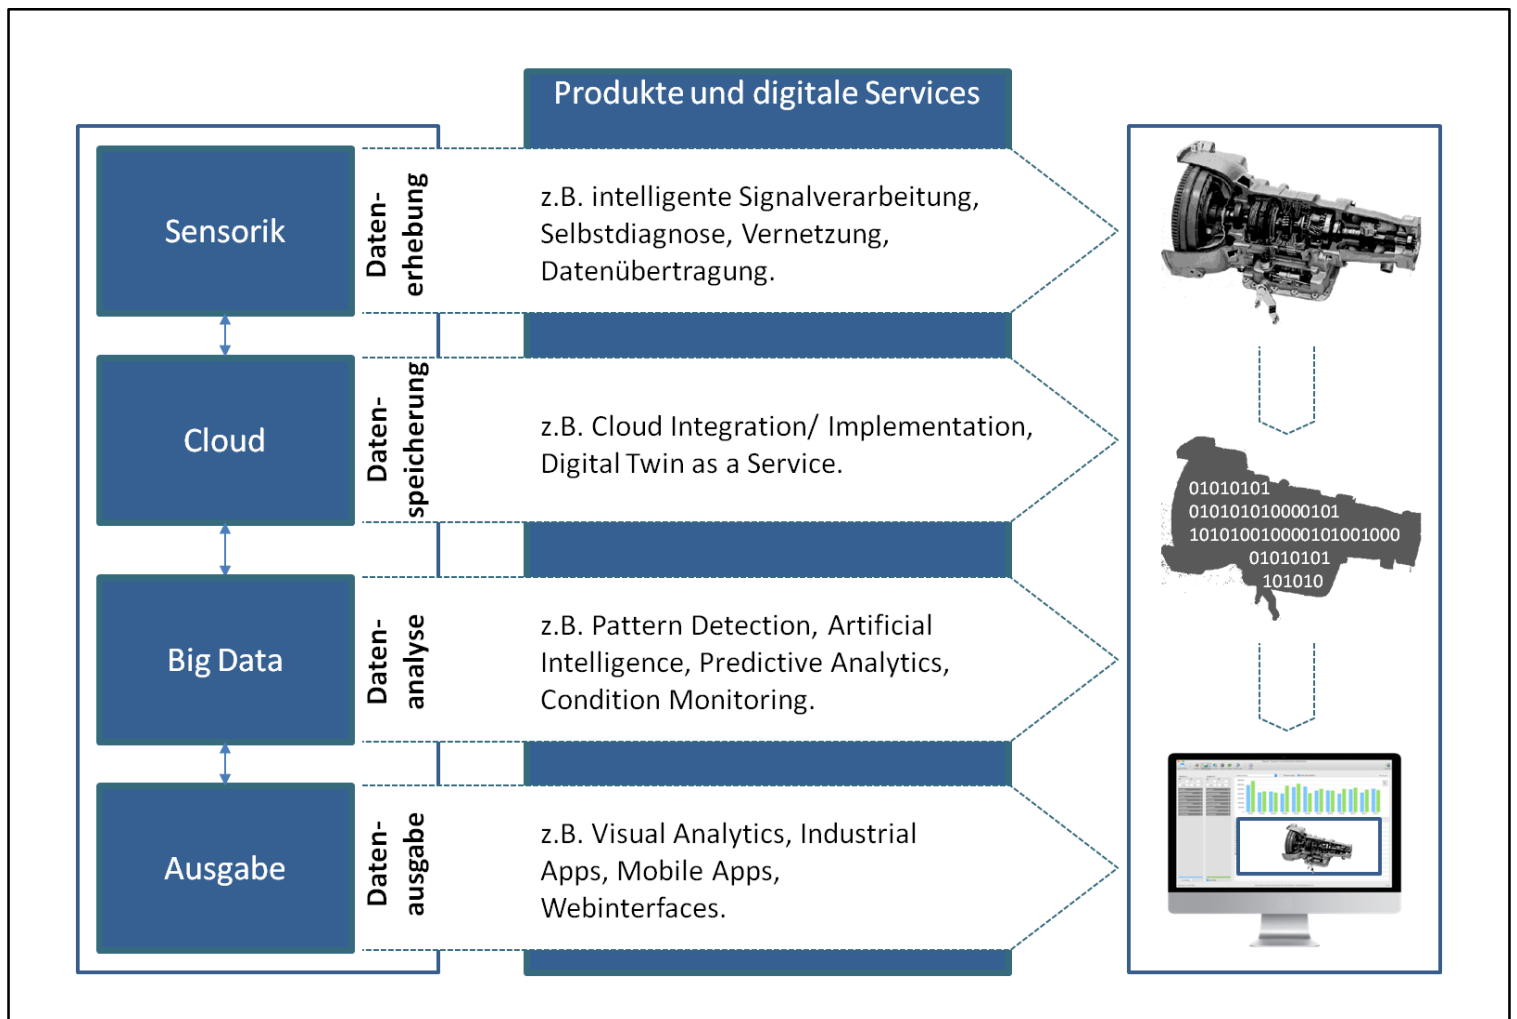 Produkte und digitale Services
Sensorik
Daten-
erhebung
z.B. intelligente Signalverarbeitung,
Selbstdiagnose, Vernetzung,
Datenübertragung.
Cloud
Daten-
speicherung
z.B. Cloud Integration/ Implementation,
Digital Twin as a Service.
Big Data
Daten-
analyse
z.B. Pattern Detection, Artificial
Intelligence, Predictive Analytics,
Condition Monitoring.
Ausgabe
Daten-
ausgabe
z.B. Visual Analytics, Industrial
Apps, Mobile Apps,
Webinterfaces.
01010101
010101010000101
101010010000101001000
01010101
101010